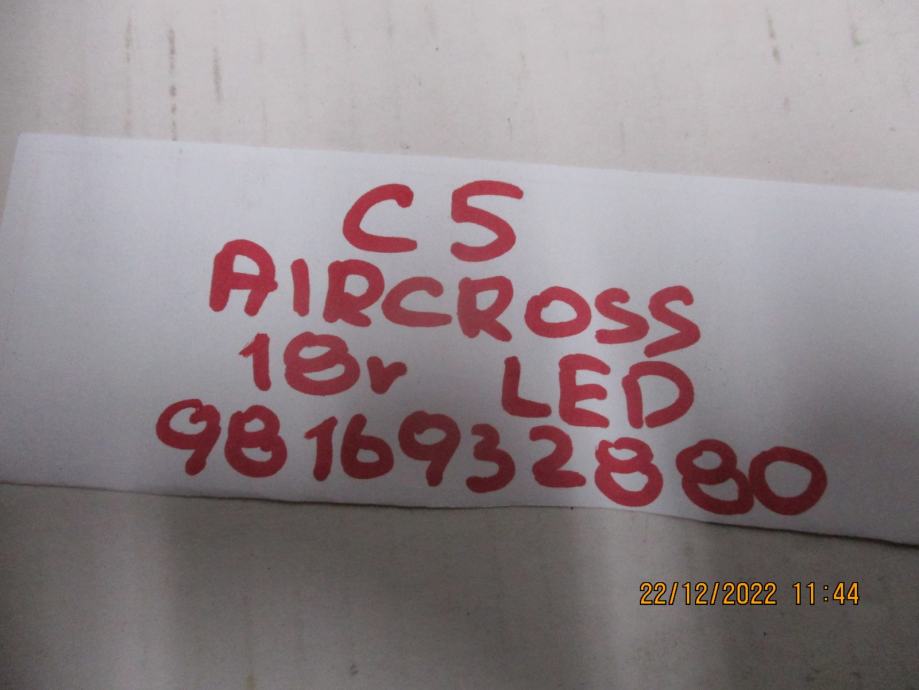 C5
AIRCROSS
18r LED
9816932880
22/12/2022 11:44